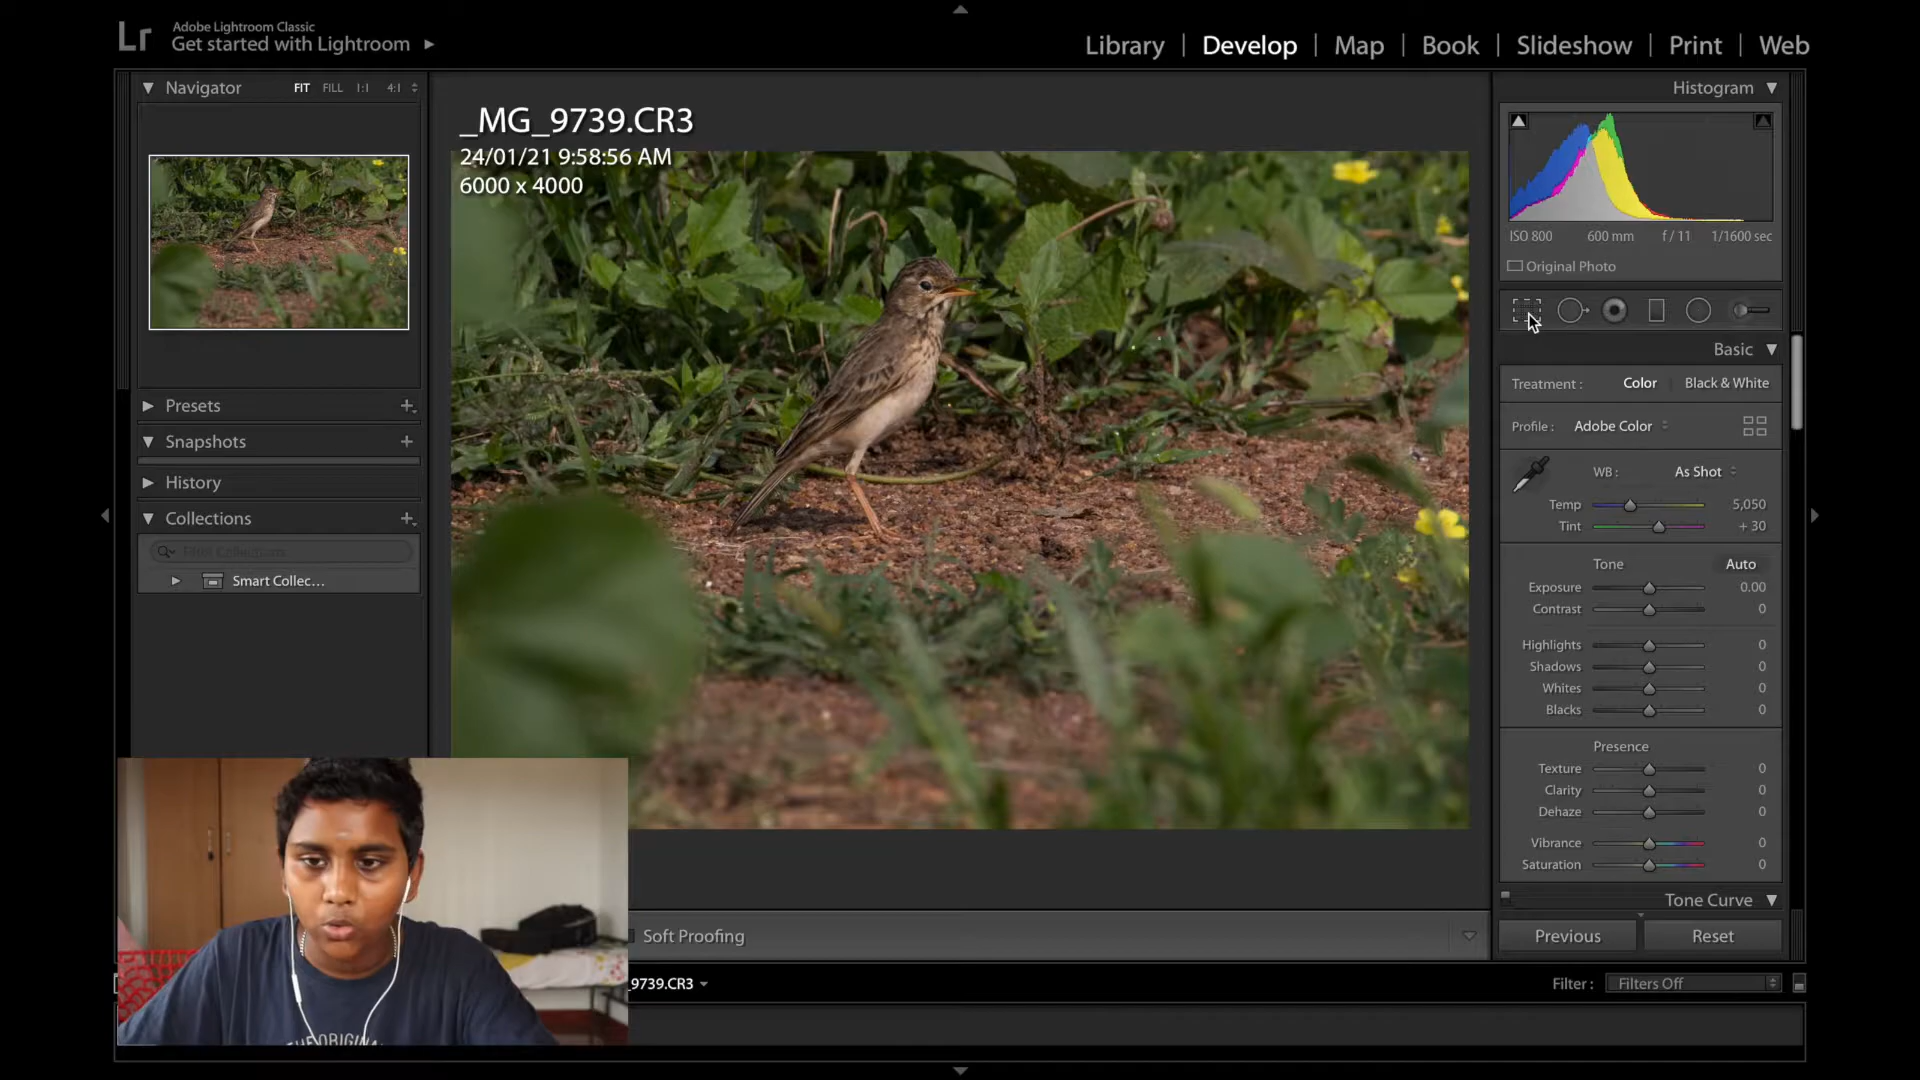 Lr
Adobe Lightroom Classic
Get started with Lightroom
Library | Develop | Map | Book | Slideshow | Print | Web
Navigator FIT FILL 1:1 4:1
Histogram
_MG_9739.CR3
24/01/21 9:58:56 AM
6000 x 4000
ISO 800 600 mm f / 11 1/1600 sec
Original Photo
Basic
Treatment : Color Black & White
Profile : Adobe Color
WB : As Shot
Temp 5,050
Tint + 30
Tone Auto
Exposure 0.00
Contrast 0
Highlights 0
Shadows 0
Whites 0
Blacks 0
Presence
Texture 0
Clarity 0
Dehaze 0
Vibrance 0
Saturation 0
Tone Curve
Previous Reset
Presets
Snapshots
History
Collections
Filter Collections
Smart Collec...
Soft Proofing
_9739.CR3
Filter : Filters Off
THE ORIGINAL